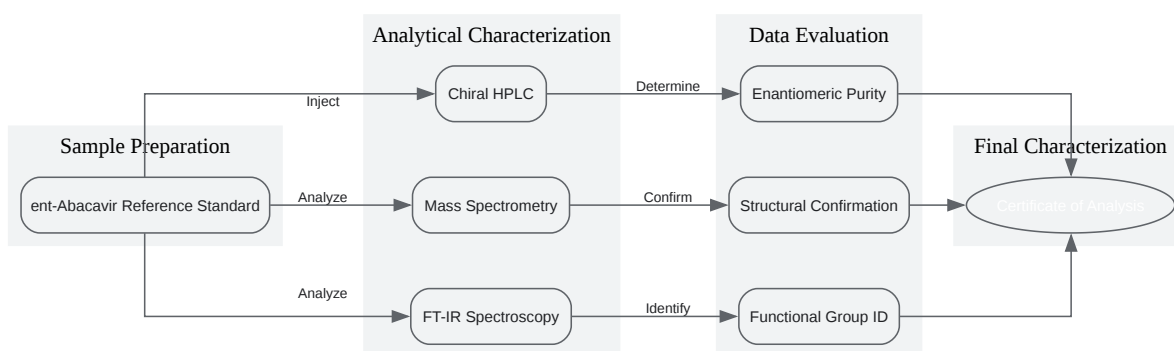 Analytical Characterization
Data Evaluation
Chiral HPLC
Determine
Enantiomeric Purity
Inject
Sample Preparation
Final Characterization
ent-Abacavir Reference Standard
Analyze
Mass Spectrometry
Confirm
Structural Confirmation
Certificate of Analysis
Analyze
FT-IR Spectroscopy
Identify
Functional Group ID